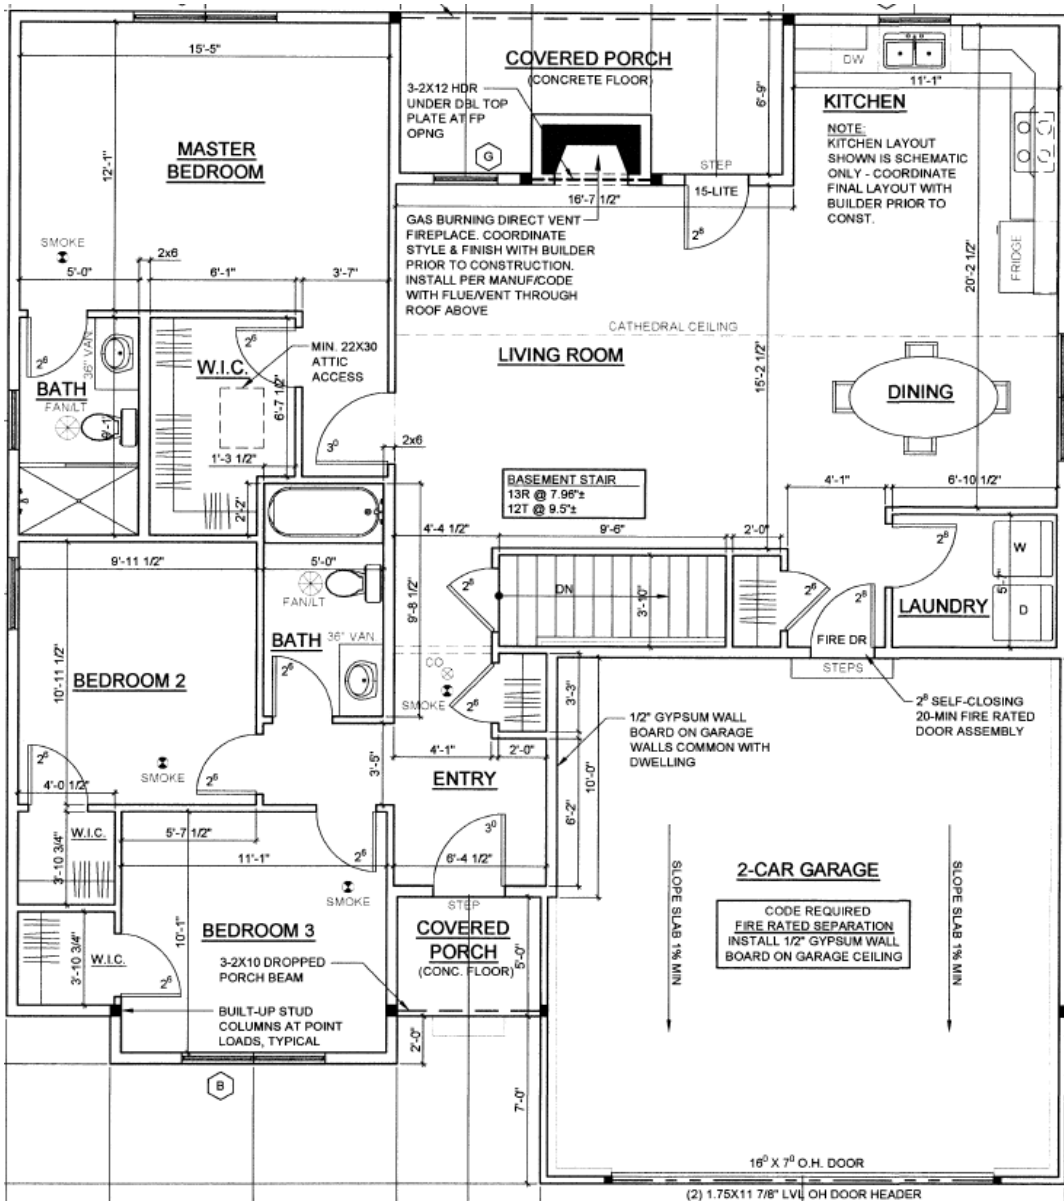 15'-5"
COVERED PORCH
(CONCRETE FLOOR)
DW
11'-1"
3-2X12 HDR
UNDER DBL TOP
PLATE AT FP
OPNG
6'-9"
KITCHEN
NOTE:
KITCHEN LAYOUT
SHOWN IS SCHEMATIC
ONLY - COORDINATE
FINAL LAYOUT WITH
BUILDER PRIOR TO
CONST.
12'-1"
MASTER
BEDROOM
G
STEP
15-LITE
16'-7 1/2"
2⁸
GAS BURNING DIRECT VENT
FIREPLACE. COORDINATE
STYLE & FINISH WITH BUILDER
PRIOR TO CONSTRUCTION.
INSTALL PER MANUF/CODE
WITH FLUE/VENT THROUGH
ROOF ABOVE
SMOKE
2x6
5'-0"
6'-1"
3'-7"
20'-2 1/2"
FRIDGE
CATHEDRAL CEILING
LIVING ROOM
15'-2 1/2"
MIN. 22X30
ATTIC
ACCESS
2⁶
36" VAN
W.I.C.
2⁶
BATH
FAN/LT
6'-7 1/2"
DINING
3⁰
2x6
1'-3 1/2"
2'-2"
BASEMENT STAIR
13R @ 7.96"±
12T @ 9.5"±
4'-1"
6'-10 1/2"
4'-4 1/2"
9'-6"
2'-0"
9'-11 1/2"
5'-0"
FAN/LT
9'-8 1/2"
2⁸
DN
3'-10"
2⁶
2⁸
2⁸
W
5'-7"
D
LAUNDRY
BATH
36" VAN
FIRE DR
STEPS
10'-11 1/2"
BEDROOM 2
2⁶
CO
SMOKE
2⁶
3'-3"
2⁸ SELF-CLOSING
20-MIN FIRE RATED
DOOR ASSEMBLY
1/2" GYPSUM WALL
BOARD ON GARAGE
WALLS COMMON WITH
DWELLING
2⁶
SMOKE
2⁶
4'-1"
2'-0"
3'-5"
ENTRY
10'-0"
4'-0 1/2"
6'-2"
W.I.C.
5'-7 1/2"
3'-10 3/4"
11'-1"
2⁶
3⁰
6'-4 1/2"
2-CAR GARAGE
SLOPE SLAB 1% MIN
SLOPE SLAB 1% MIN
SMOKE
STEP
CODE REQUIRED
FIRE RATED SEPARATION
INSTALL 1/2" GYPSUM WALL
BOARD ON GARAGE CEILING
10'-1"
BEDROOM 3
COVERED
PORCH
(CONC. FLOOR)
5'-0"
3'-10 3/4"
W.I.C.
2⁶
3-2X10 DROPPED
PORCH BEAM
BUILT-UP STUD
COLUMNS AT POINT
LOADS, TYPICAL
2'-0"
B
7'-0"
16⁰ X 7⁰ O.H. DOOR
(2) 1.75X11 7/8" LVL OH DOOR HEADER